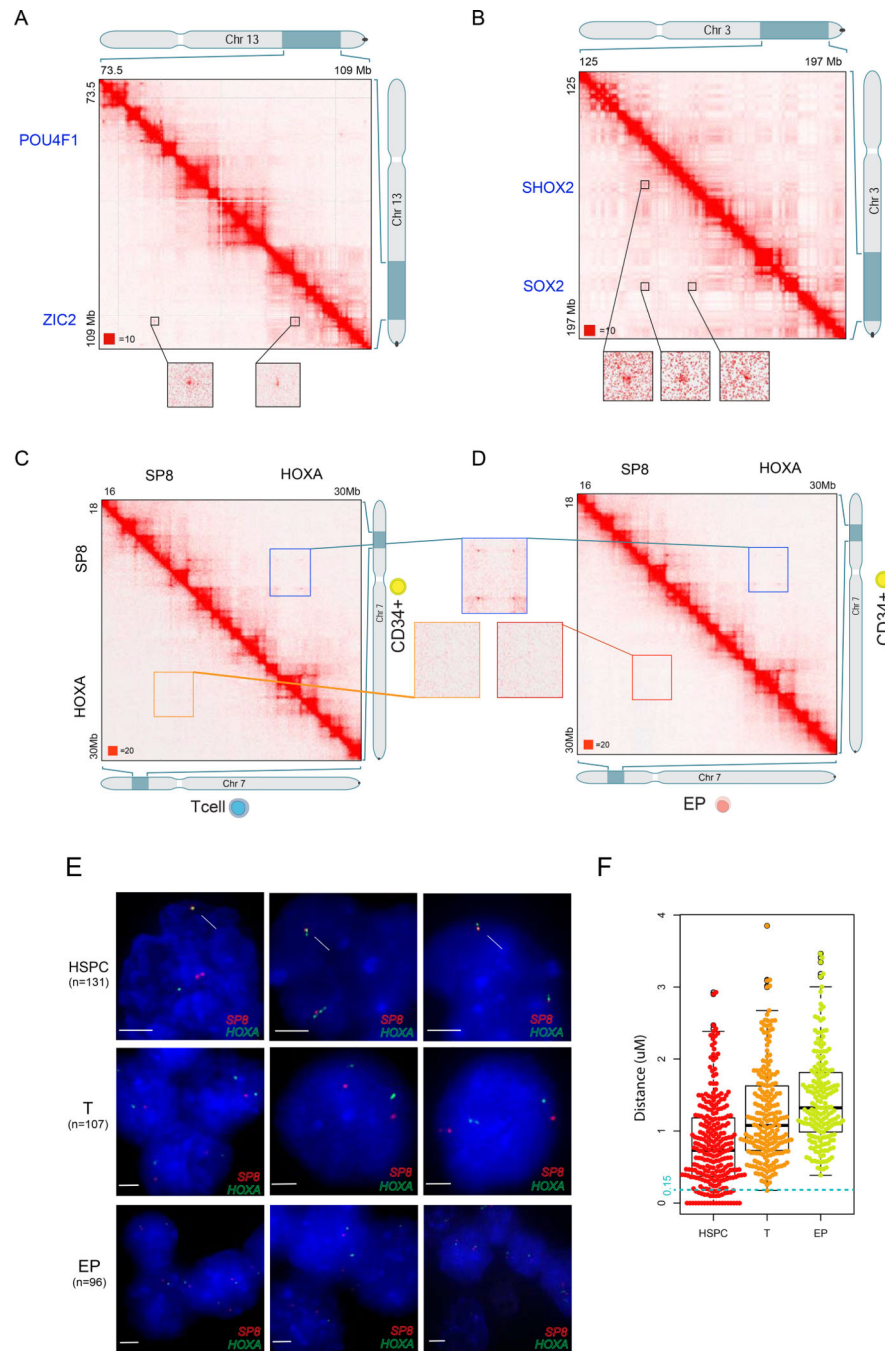 A
Chr 13
73.5
109 Mb
73.5
POU4F1
ZIC2
109 Mb
=10
Chr 13
B
Chr 3
125
197 Mb
125
SHOX2
SOX2
197 Mb
=10
Chr 3
C
SP8
HOXA
16
30Mb
18
SP8
HOXA
30Mb
=20
Chr 7
CD34+
Chr 7
Tcell
D
SP8
HOXA
16
30Mb
18
SP8
HOXA
30Mb
=20
Chr 7
CD34+
Chr 7
EP
E
HSPC
(n=131)
SP8
HOXA
SP8
HOXA
SP8
HOXA
T
(n=107)
SP8
HOXA
SP8
HOXA
SP8
HOXA
EP
(n=96)
SP8
HOXA
SP8
HOXA
SP8
HOXA
F
Distance (uM)
4
3
2
1
0.15
0
HSPC
T
EP